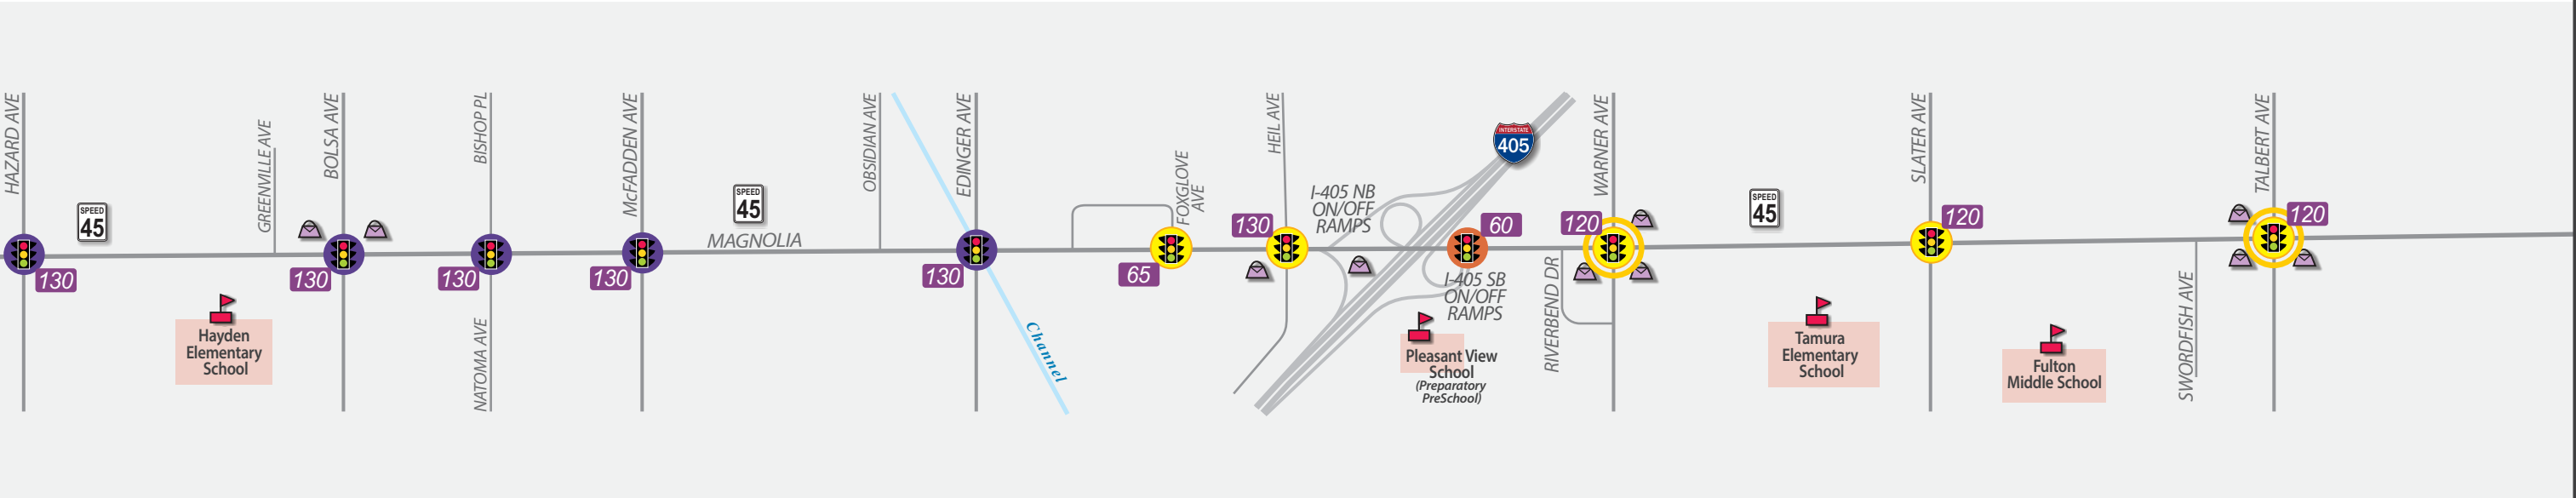 HAZARD AVE
SPEED
45
130
Hayden
Elementary
School
GREENVILLE AVE
BOLSA AVE
130
BISHOP PL
130
NATOMA AVE
McFADDEN AVE
130
SPEED
45
MAGNOLIA
OBSIDIAN AVE
EDINGER AVE
130
Channel
FOXGLOVE
AVE
65
HEIL AVE
130
I-405 NB
ON/OFF
RAMPS
INTERSTATE
405
60
I-405 SB
ON/OFF
RAMPS
Pleasant View
School
(Preparatory
PreSchool)
RIVERBEND DR
WARNER AVE
120
SPEED
45
Tamura
Elementary
School
SLATER AVE
120
Fulton
Middle School
SWORDFISH AVE
TALBERT AVE
120